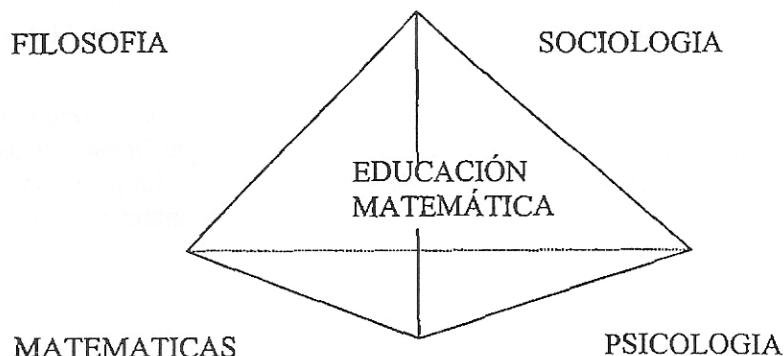 FILOSOFIA
SOCIOLOGIA
EDUCACIÓN
MATEMÁTICA
MATEMATICAS
PSICOLOGIA